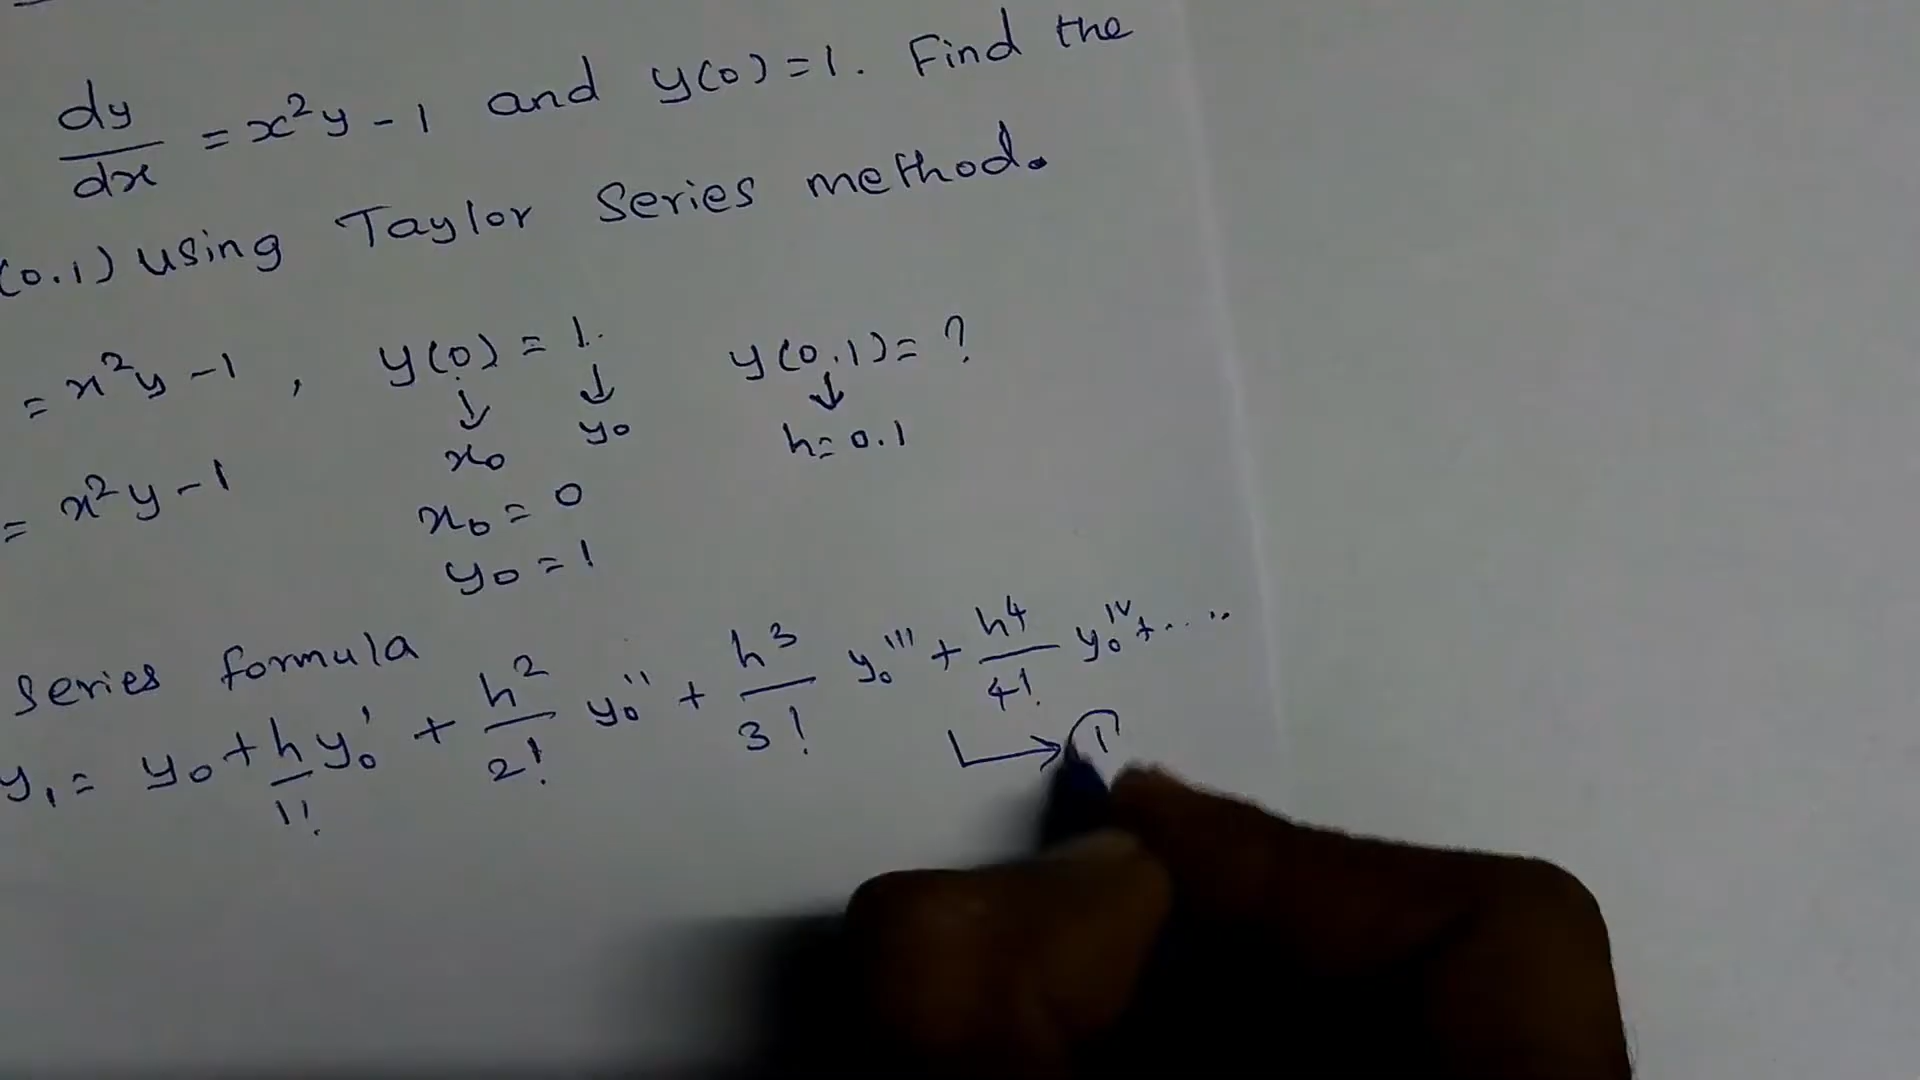 dy/dx = x²y - 1 and y(0) = 1. Find the
(0.1) using Taylor Series method.
= x²y - 1, y(0) = 1. y(0.1) = ?
↓ ↓ ↓
x₀ y₀ h = 0.1
= x²y - 1
x₀ = 0
y₀ = 1
Series formula
y₁ = y₀ + h/1! y₀' + h²/2! y₀'' + h³/3! y₀''' + h⁴/4! y₀ᴵⱽ + .....
→ 1